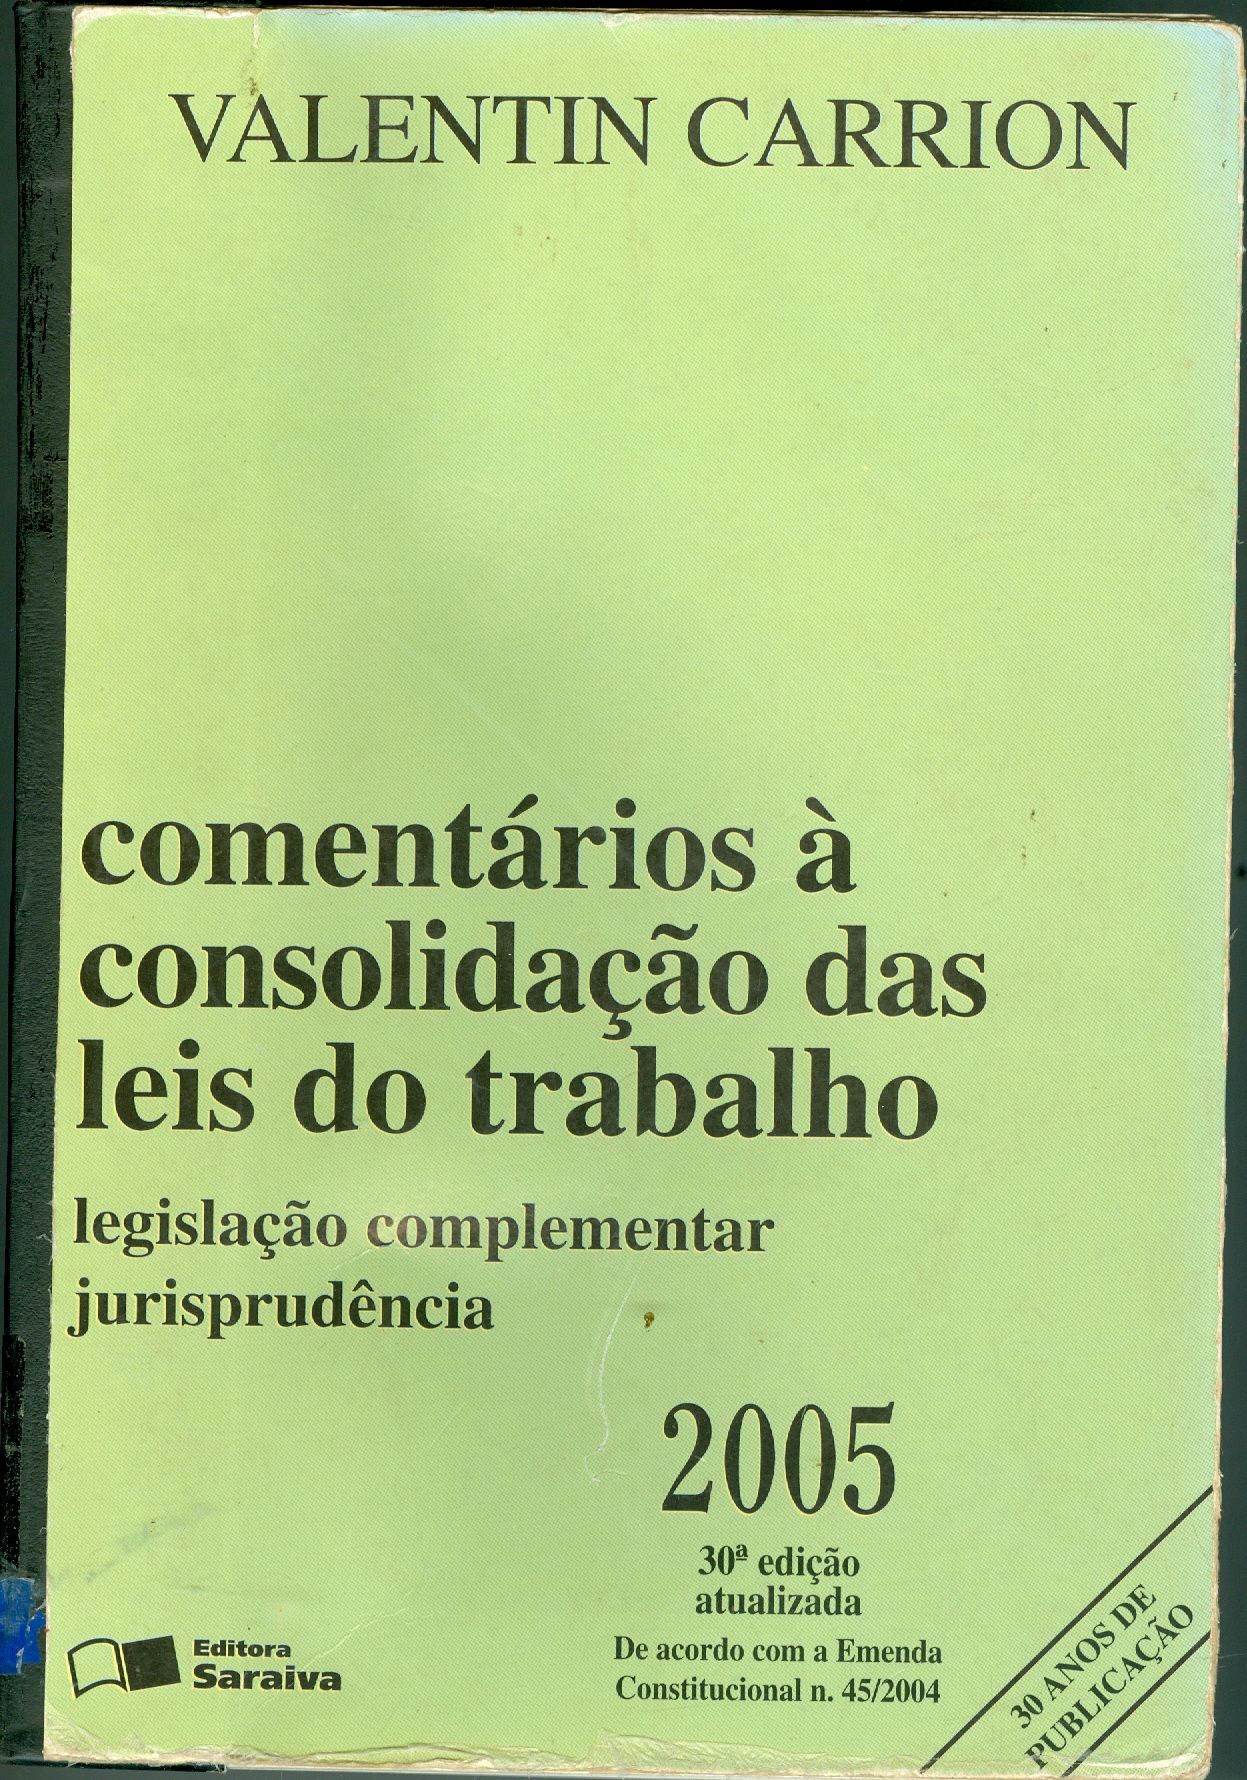 VALENTIN CARRION
comentários à
consolidação das
leis do trabalho
legislação complementar
jurisprudência
2005
30ª edição
atualizada
De acordo com a Emenda
Constitucional n. 45/2004
Editora
Saraiva
30 ANOS DE
PUBLICAÇÃO